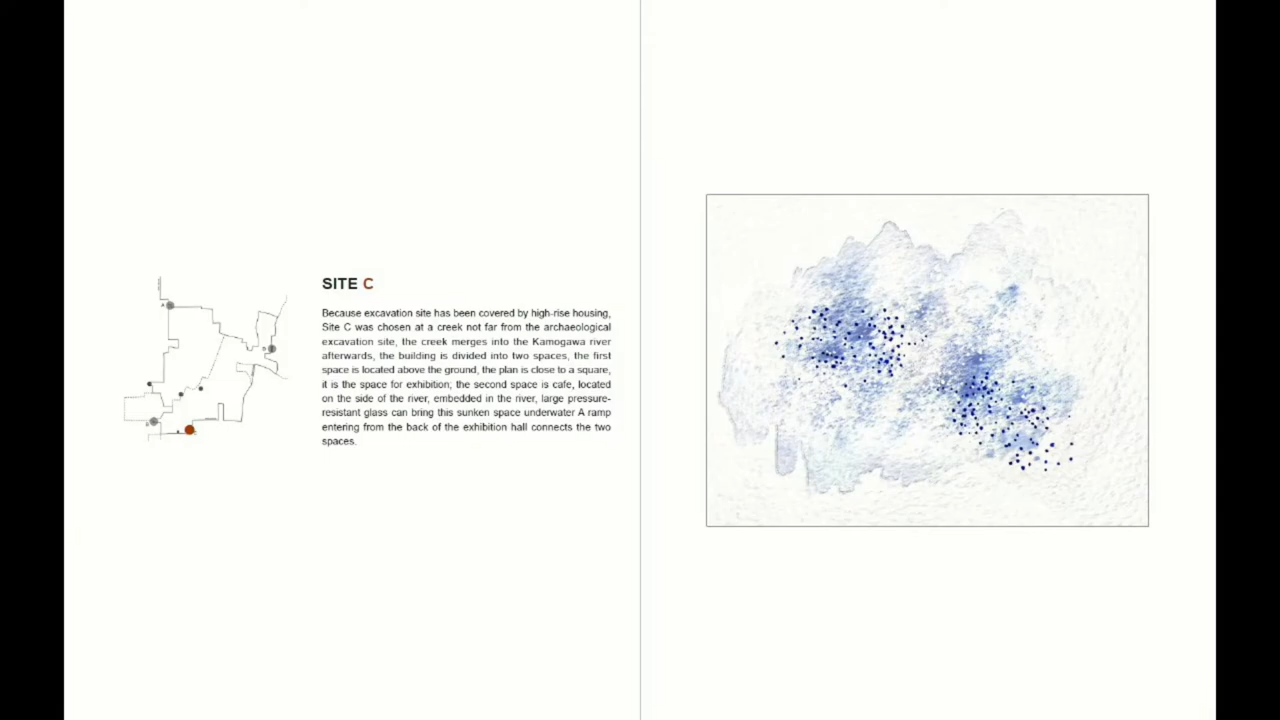 SITE C
Because excavation site has been covered by high-rise housing,
Site C was chosen at a creek not far from the archaeological
excavation site, the creek merges into the Kamogawa river
afterwards, the building is divided into two spaces, the first
space is located above the ground, the plan is close to a square,
it is the space for exhibition; the second space is cafe, located
on the side of the river, embedded in the river, large pressure-
resistant glass can bring this sunken space underwater A ramp
entering from the back of the exhibition hall connects the two
spaces.